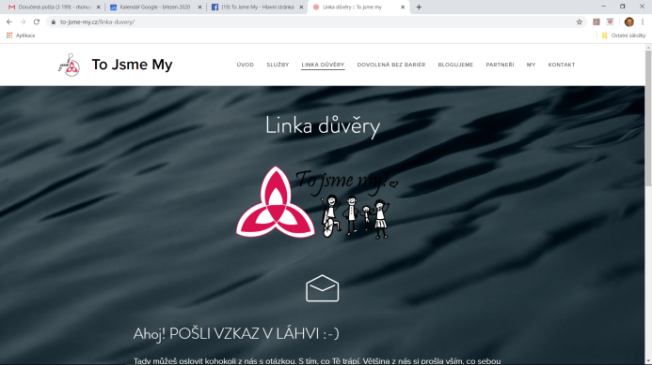 Doručená pošta (2 199) - rhonu
Kalendář Google - březen 2020
(19) To Jsme My - Hlavní stránka
Linka důvěry :: To jsme my
to-jsme-my.cz/linka-duvery/
Aplikace
Ostatní záložky
To Jsme My
ÚVOD SLUŽBY LINKA DŮVĚRY DOVOLENÁ BEZ BARIÉR BLOGUJEME PARTNEŘI MY KONTAKT
Linka důvěry
To jsme my!
Ahoj! POŠLI VZKAZ V LÁHVI :-)
Tady můžeš oslovit kohokoli z nás s otázkou. S tím, co Tě trápí. Většina z nás si prošla vším, co sebou